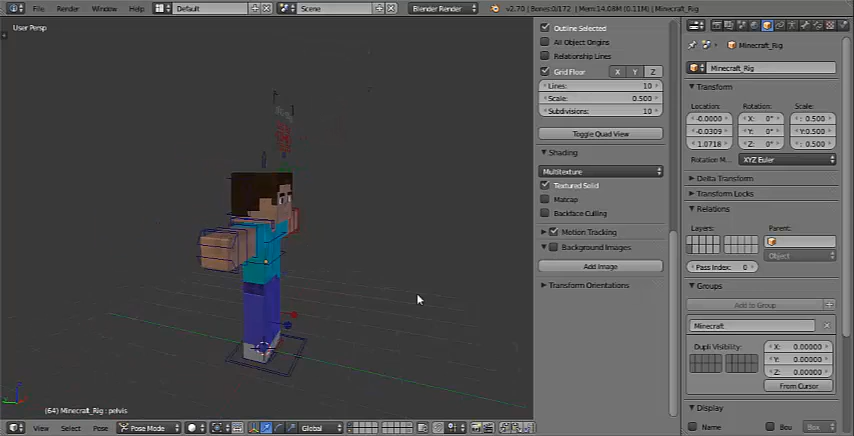 File Render Window Help Default Scene Blender Render v2.70 | Bones:0/172 | Mem:14.08M (0.11M) | Minecraft_Rig
User Persp
Outline Selected
All Object Origins
Relationship Lines
Grid Floor X Y Z
Lines: 10
Scale: 0.500
Subdivisions: 10
Toggle Quad View
Shading
Multitexture
Textured Solid
Matcap
Backface Culling
Motion Tracking
Background Images
Add Image
Transform Orientations
Minecraft_Rig
Minecraft_Rig
Transform
Location: Rotation: Scale:
-0.0000 X: 0° : 0.500
-0.0309 Y: 0° Y:0.500
1.0718 Z: 0° : 0.500
Rotation M... XYZ Euler
Delta Transform
Transform Locks
Relations
Layers: Parent:
Object
Pass Index: 0
Groups
Add to Group
Minecraft
Dupli Visibility: X: 0.00000
Y: 0.00000
Z: 0.00000
From Cursor
Display
Name Bou Box
(64) Minecraft_Rig : pelvis
View Select Pose Pose Mode Global